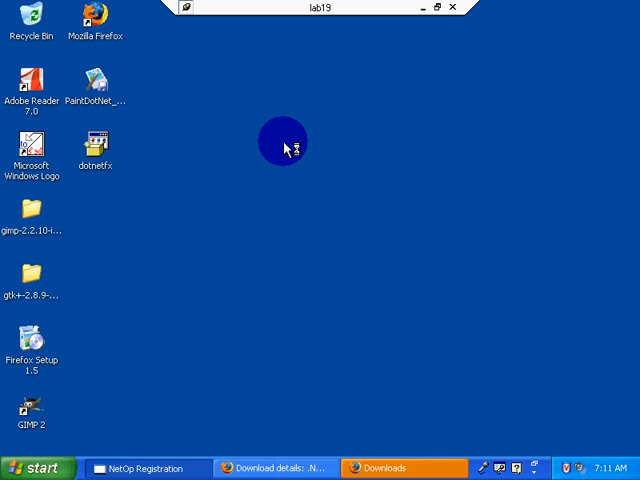 lab19
Recycle Bin
Mozilla Firefox
Adobe Reader
7.0
PaintDotNet_...
Microsoft
Windows Logo
dotnetfx
gimp-2.2.10-i...
gtk+-2.8.9-...
Firefox Setup
1.5
GIMP 2
start
NetOp Registration
Download details: .N...
Downloads
7:11 AM